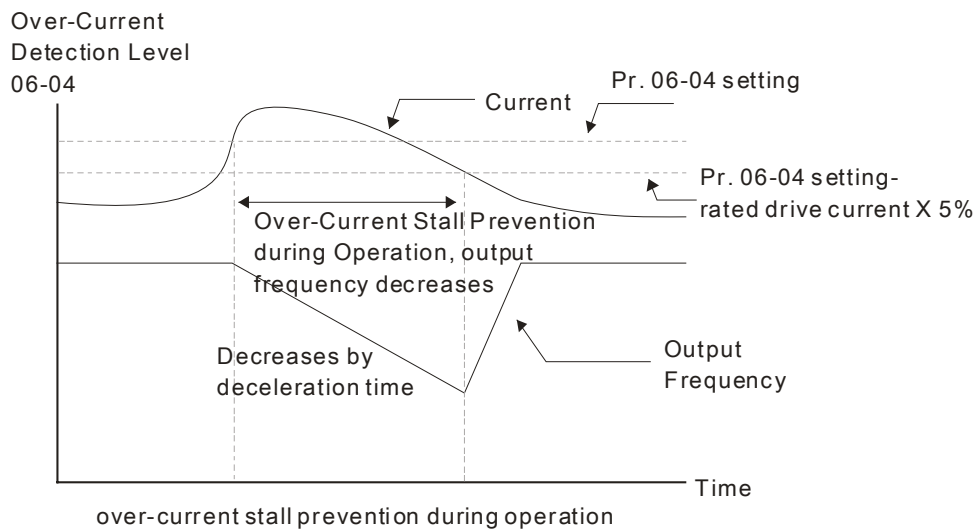 Over-Current
Detection Level
06-04
Pr. 06-04 setting
Current
Pr. 06-04 setting-
rated drive current X 5%
Over-Current Stall Prevention
during Operation, output
frequency decreases
Decreases by
deceleration time
Output
Frequency
Time
over-current stall prevention during operation